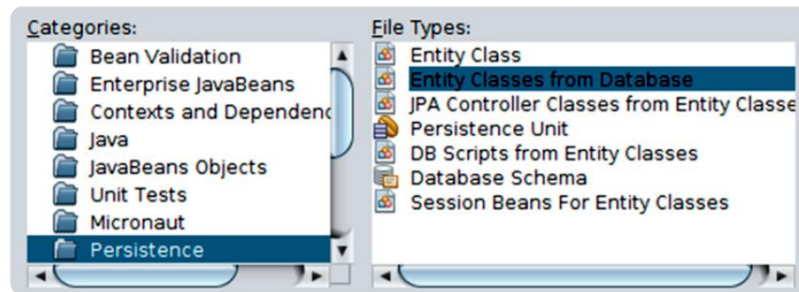 Categories:
Bean Validation
Enterprise JavaBeans
Contexts and Dependenc
Java
JavaBeans Objects
Unit Tests
Micronaut
Persistence
File Types:
Entity Class
Entity Classes from Database
JPA Controller Classes from Entity Classe
Persistence Unit
DB Scripts from Entity Classes
Database Schema
Session Beans For Entity Classes